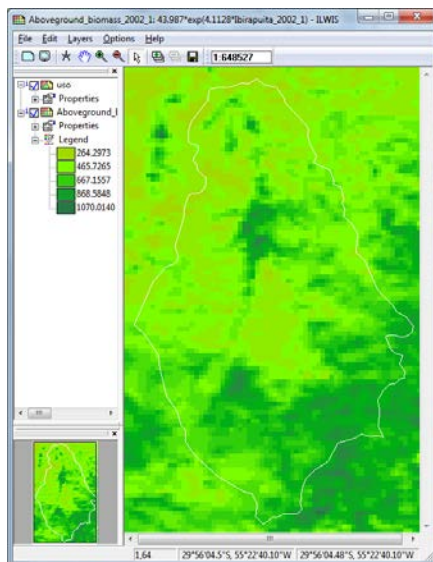 Aboveground_biomass_2002_1: 43.987*exp(4.1128*Ibirapuita_2002_1) - ILWIS
File Edit Layers Options Help
1:648527
uso
Properties
Aboveground_l
Properties
Legend
264.2973
465.7265
667.1557
868.5848
1070.0140
1,64 29°56'04.5"S, 55°22'40.10"W 29°56'04.48"S, 55°22'40.10"W